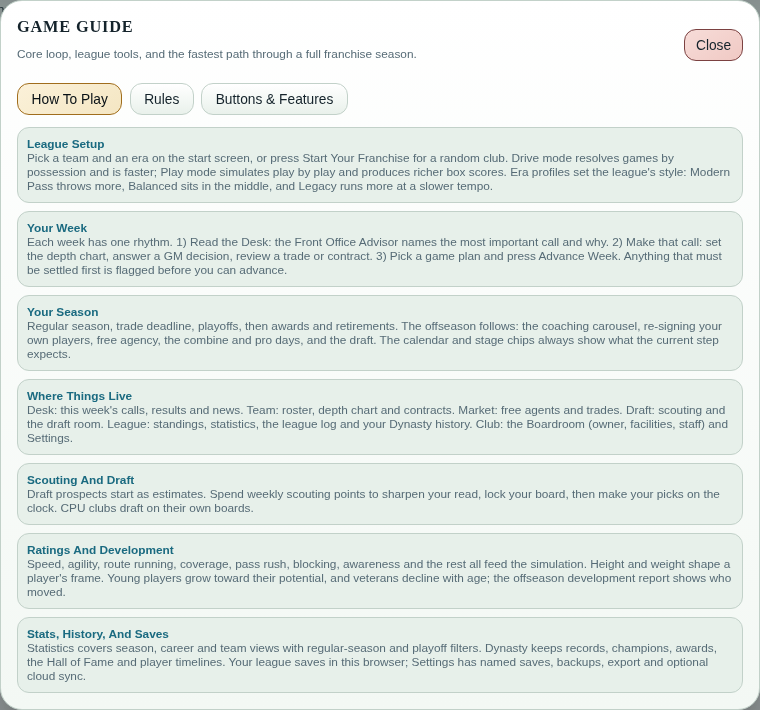 GAME GUIDE
Core loop, league tools, and the fastest path through a full franchise season.
Close
How To Play
Rules
Buttons & Features
League Setup
Pick a team and an era on the start screen, or press Start Your Franchise for a random club. Drive mode resolves games by
possession and is faster; Play mode simulates play by play and produces richer box scores. Era profiles set the league's style: Modern
Pass throws more, Balanced sits in the middle, and Legacy runs more at a slower tempo.
Your Week
Each week has one rhythm. 1) Read the Desk: the Front Office Advisor names the most important call and why. 2) Make that call: set
the depth chart, answer a GM decision, review a trade or contract. 3) Pick a game plan and press Advance Week. Anything that must
be settled first is flagged before you can advance.
Your Season
Regular season, trade deadline, playoffs, then awards and retirements. The offseason follows: the coaching carousel, re-signing your
own players, free agency, the combine and pro days, and the draft. The calendar and stage chips always show what the current step
expects.
Where Things Live
Desk: this week's calls, results and news. Team: roster, depth chart and contracts. Market: free agents and trades. Draft: scouting and
the draft room. League: standings, statistics, the league log and your Dynasty history. Club: the Boardroom (owner, facilities, staff) and
Settings.
Scouting And Draft
Draft prospects start as estimates. Spend weekly scouting points to sharpen your read, lock your board, then make your picks on the
clock. CPU clubs draft on their own boards.
Ratings And Development
Speed, agility, route running, coverage, pass rush, blocking, awareness and the rest all feed the simulation. Height and weight shape a
player's frame. Young players grow toward their potential, and veterans decline with age; the offseason development report shows who
moved.
Stats, History, And Saves
Statistics covers season, career and team views with regular-season and playoff filters. Dynasty keeps records, champions, awards,
the Hall of Fame and player timelines. Your league saves in this browser; Settings has named saves, backups, export and optional
cloud sync.